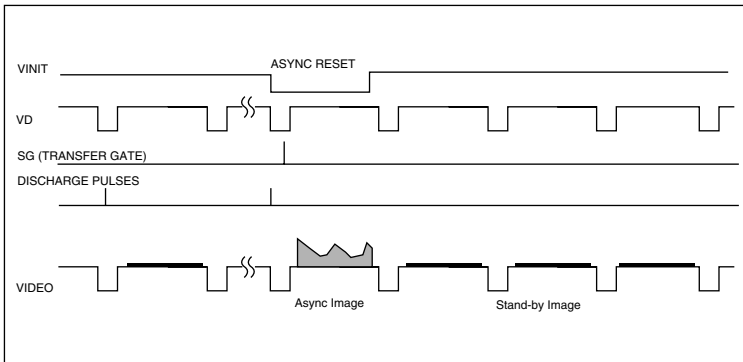 ASYNC RESET
VINIT
VD
SG (TRANSFER GATE)
DISCHARGE PULSES
VIDEO
Async Image
Stand-by Image